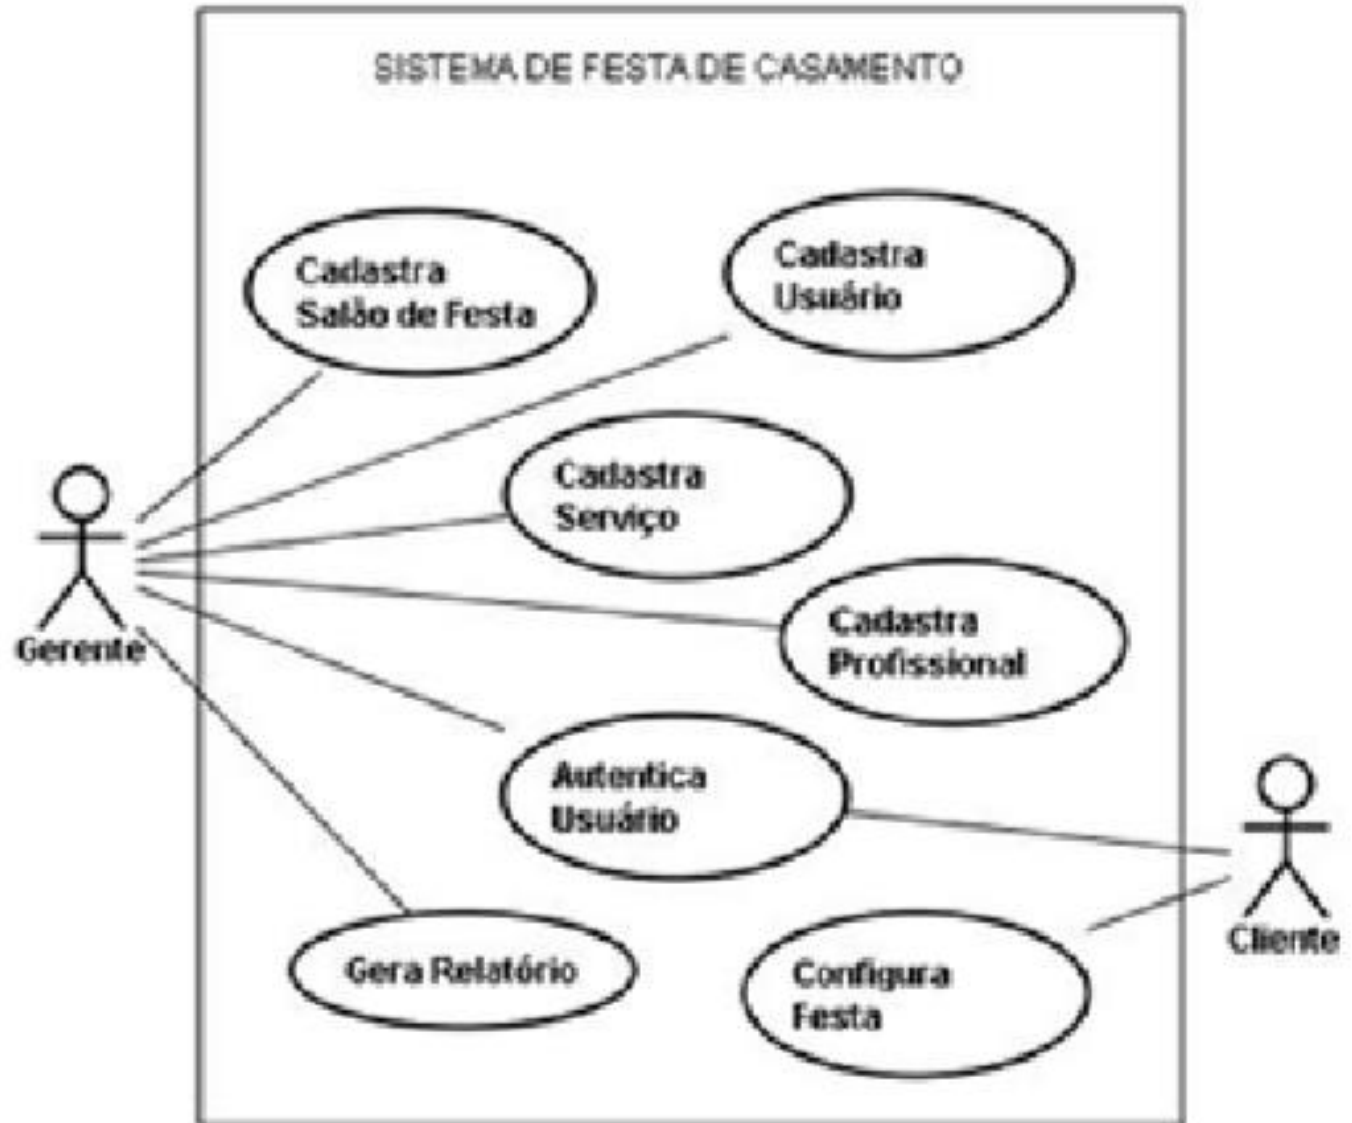 SISTEMA DE FESTA DE CASAMENTO
Cadastra
Salão de Festa
Cadastra
Usuário
Cadastra
Serviço
Cadastra
Profissional
Gerente
Autentica
Usuário
Cliente
Gera Relatório
Configura
Festa